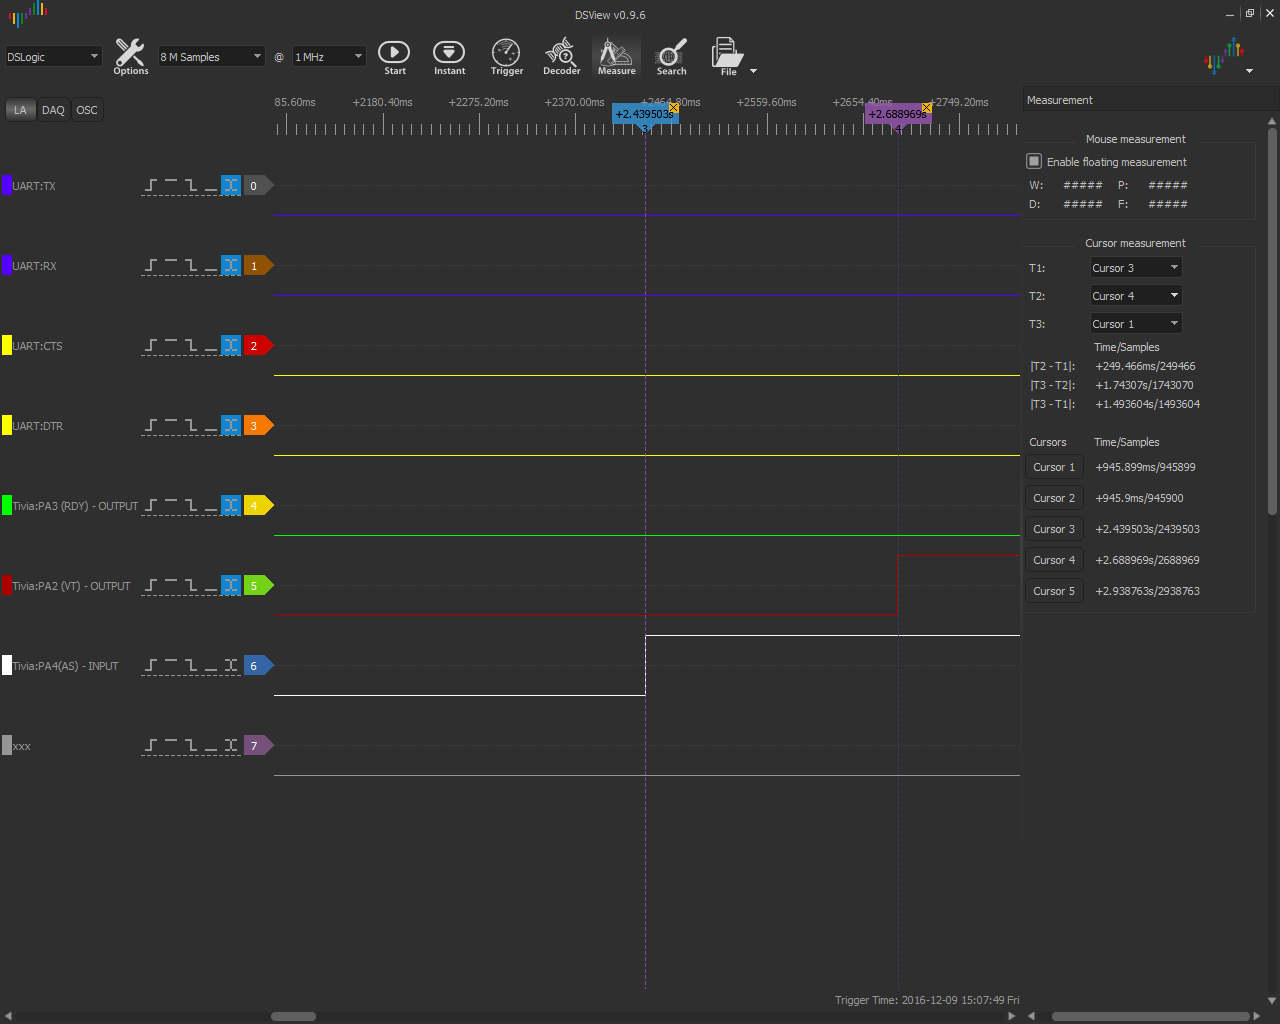 DSView v0.9.6
DSLogic
Options
8 M Samples
@
1 MHz
Start
Instant
Trigger
Decoder
Measure
Search
File
LA
DAQ
OSC
85.60ms
+2180.40ms
+2275.20ms
+2370.00ms
+2464.80ms
+2559.60ms
+2654.40ms
+2749.20ms
+2.439503s
3
+2.688969s
4
UART:TX
0
UART:RX
1
UART:CTS
2
UART:DTR
3
Tivia:PA3 (RDY) - OUTPUT
4
Tivia:PA2 (VT) - OUTPUT
5
Tivia:PA4(AS) - INPUT
6
xxx
7
Trigger Time: 2016-12-09 15:07:49 Fri
Measurement
Mouse measurement
Enable floating measurement
W: ##### P: #####
D: ##### F: #####
Cursor measurement
T1: Cursor 3
T2: Cursor 4
T3: Cursor 1
Time/Samples
|T2 - T1|: +249.466ms/249466
|T3 - T2|: +1.74307s/1743070
|T3 - T1|: +1.493604s/1493604
Cursors Time/Samples
Cursor 1 +945.899ms/945899
Cursor 2 +945.9ms/945900
Cursor 3 +2.439503s/2439503
Cursor 4 +2.688969s/2688969
Cursor 5 +2.938763s/2938763